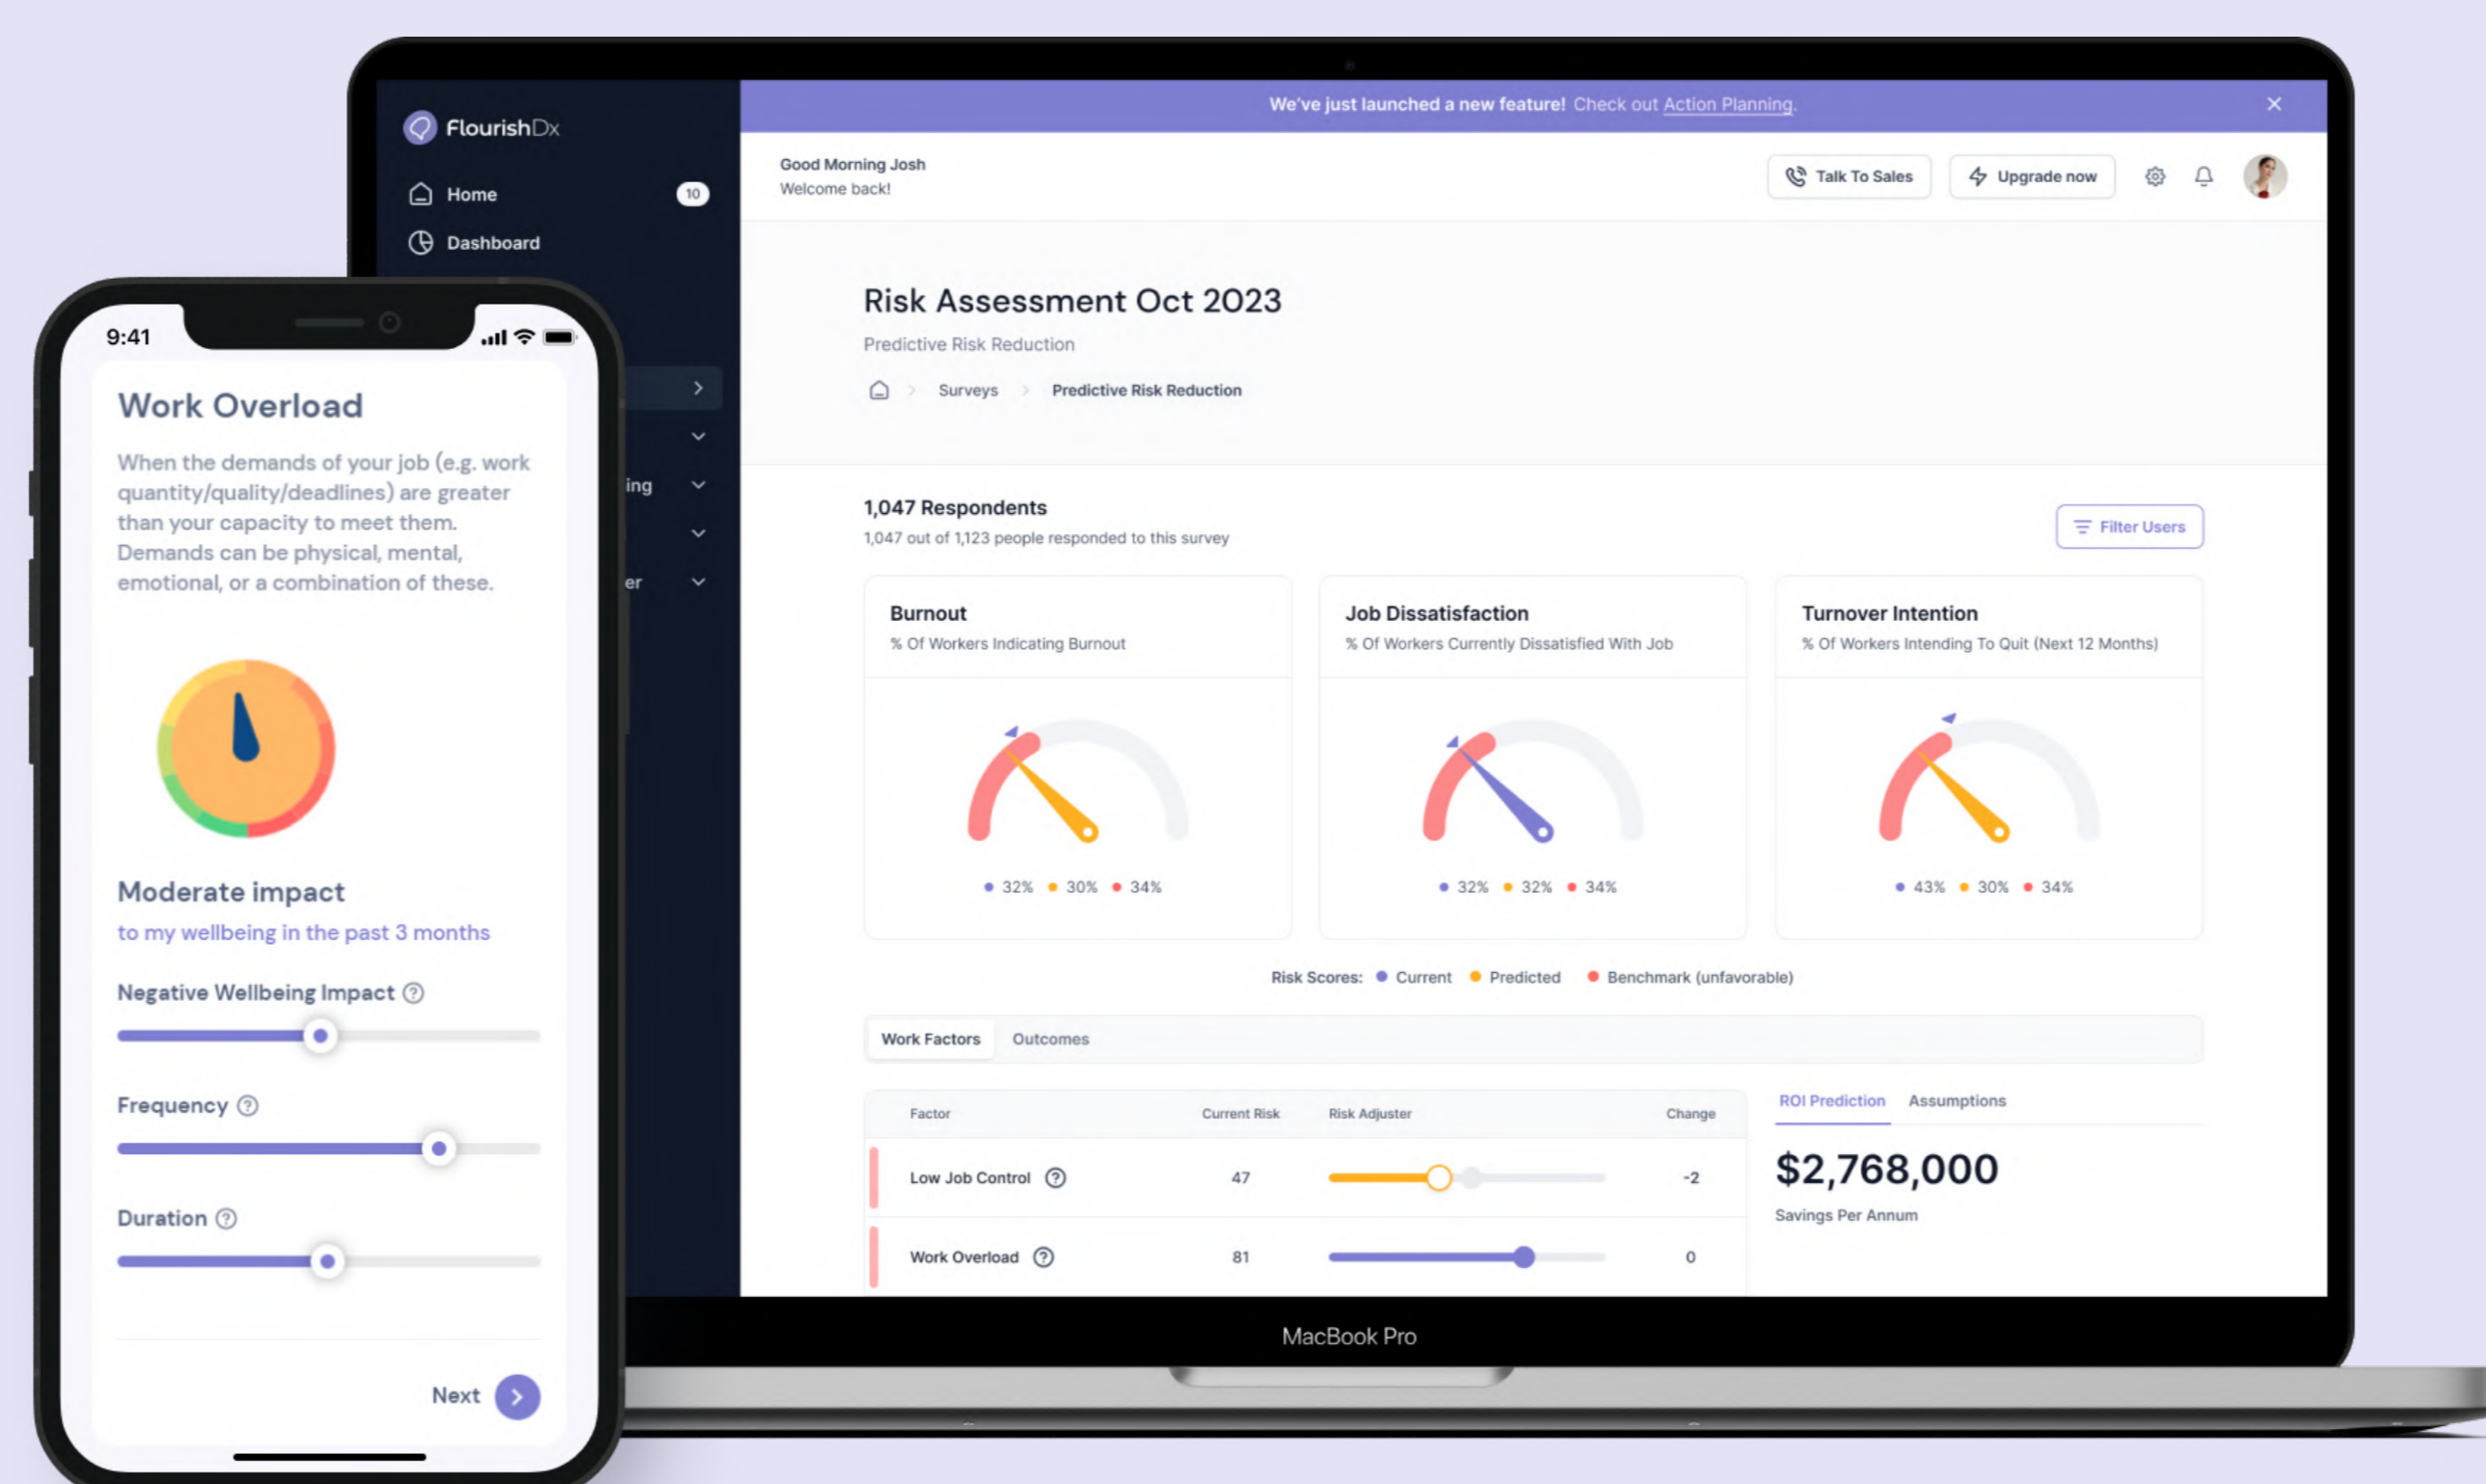 FlourishDx
Home
10
Dashboard
ing
er
We've just launched a new feature! Check out Action Planning.
Good Morning Josh
Welcome back!
Talk To Sales
Upgrade now
Risk Assessment Oct 2023
Predictive Risk Reduction
Surveys
Predictive Risk Reduction
1,047 Respondents
1,047 out of 1,123 people responded to this survey
Filter Users
Burnout
% Of Workers Indicating Burnout
32% 30% 34%
Job Dissatisfaction
% Of Workers Currently Dissatisfied With Job
32% 32% 34%
Turnover Intention
% Of Workers Intending To Quit (Next 12 Months)
43% 30% 34%
Risk Scores: Current Predicted Benchmark (unfavorable)
Work Factors Outcomes
Factor Current Risk Risk Adjuster Change
Low Job Control ? 47 -2
Work Overload ? 81 0
ROI Prediction Assumptions
$2,768,000
Savings Per Annum
MacBook Pro
9:41
Work Overload
When the demands of your job (e.g. work
quantity/quality/deadlines) are greater
than your capacity to meet them.
Demands can be physical, mental,
emotional, or a combination of these.
Moderate impact
to my wellbeing in the past 3 months
Negative Wellbeing Impact ?
Frequency ?
Duration ?
Next